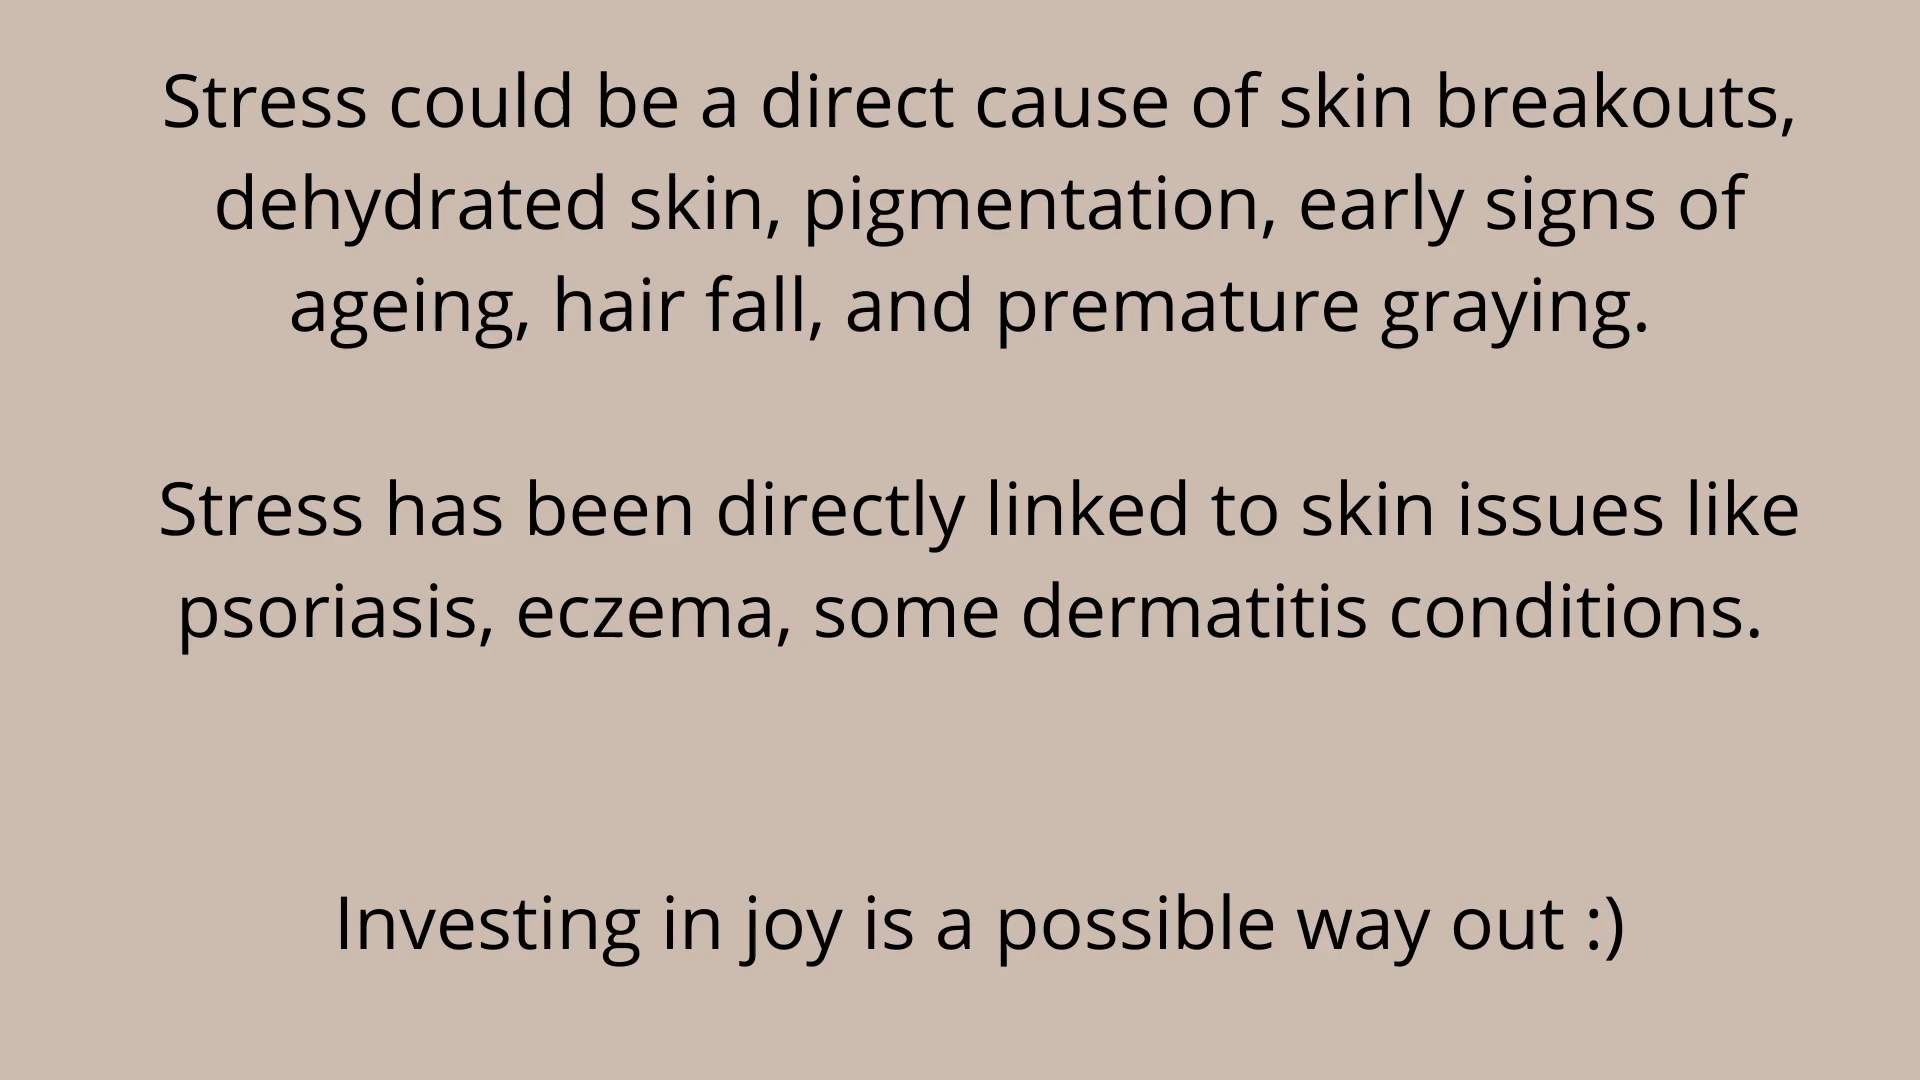 Stress could be a direct cause of skin breakouts,
dehydrated skin, pigmentation, early signs of
ageing, hair fall, and premature graying.
Stress has been directly linked to skin issues like
psoriasis, eczema, some dermatitis conditions.
Investing in joy is a possible way out :)